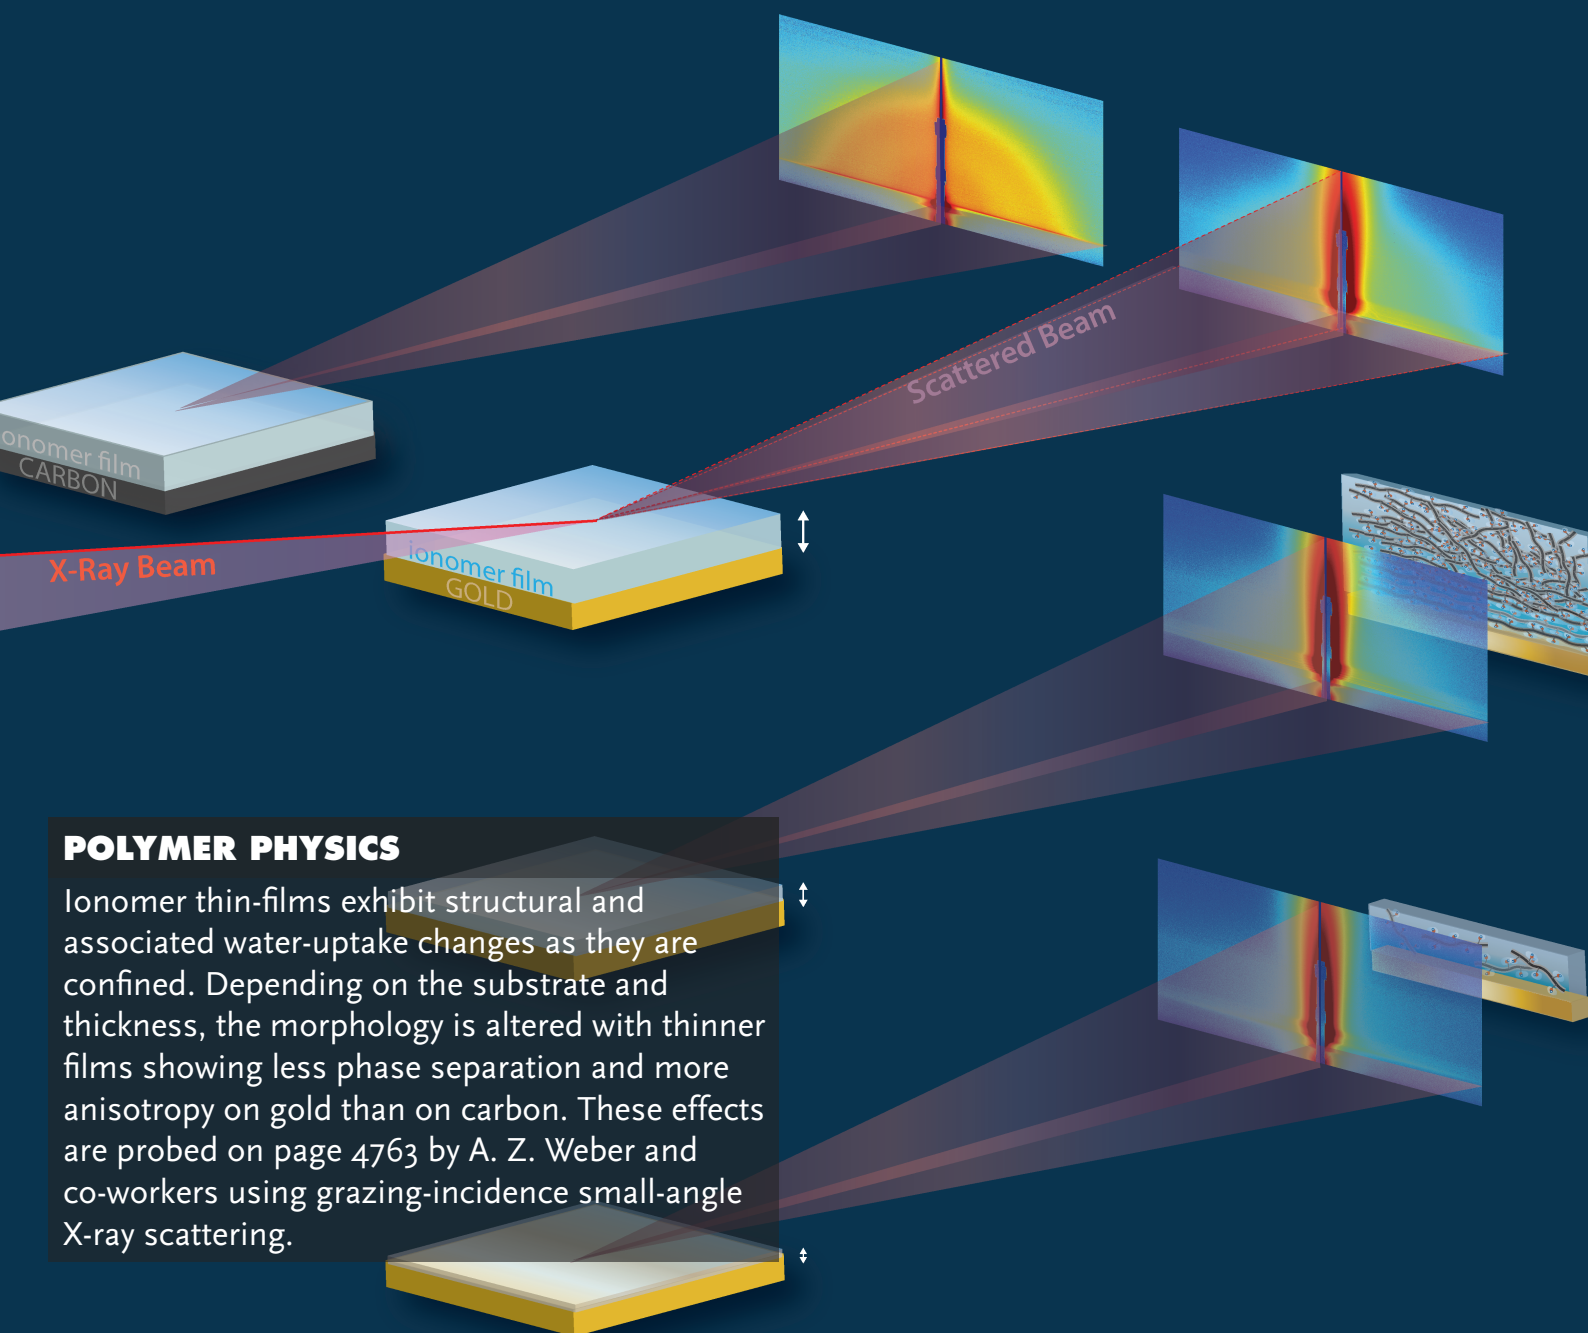 Scattered Beam
onomer film
CARBON
X-Ray Beam
ionomer film
GOLD
POLYMER PHYSICS
Ionomer thin-films exhibit structural and
associated water-uptake changes as they are
confined. Depending on the substrate and
thickness, the morphology is altered with thinner
films showing less phase separation and more
anisotropy on gold than on carbon. These effects
are probed on page 4763 by A. Z. Weber and
co-workers using grazing-incidence small-angle
X-ray scattering.